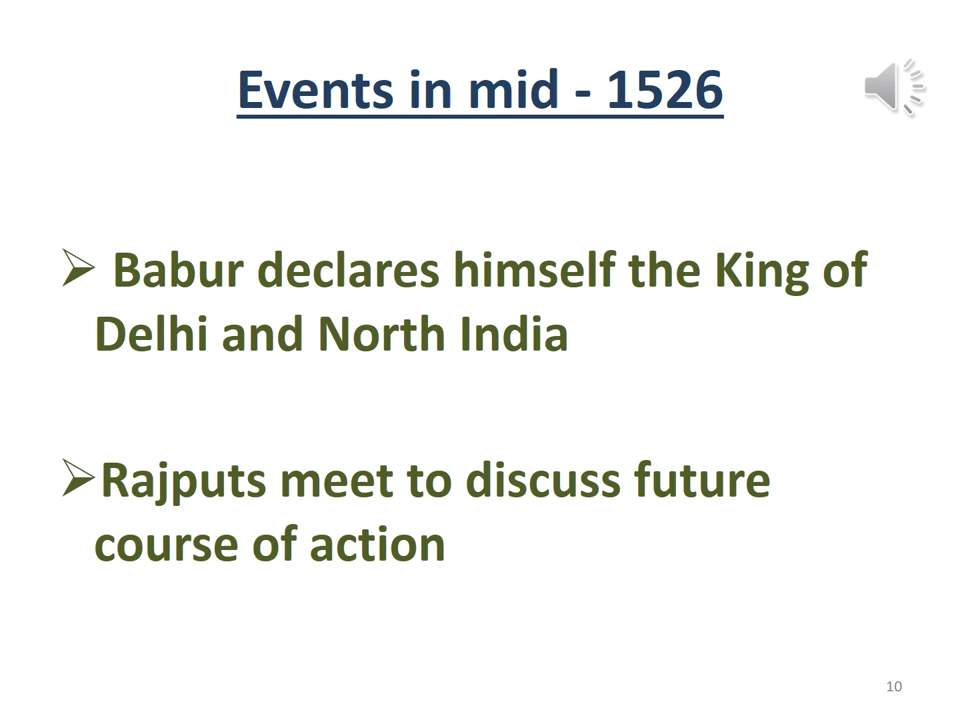 Events in mid - 1526
➢ Babur declares himself the King of
Delhi and North India
➢Rajputs meet to discuss future
course of action
10